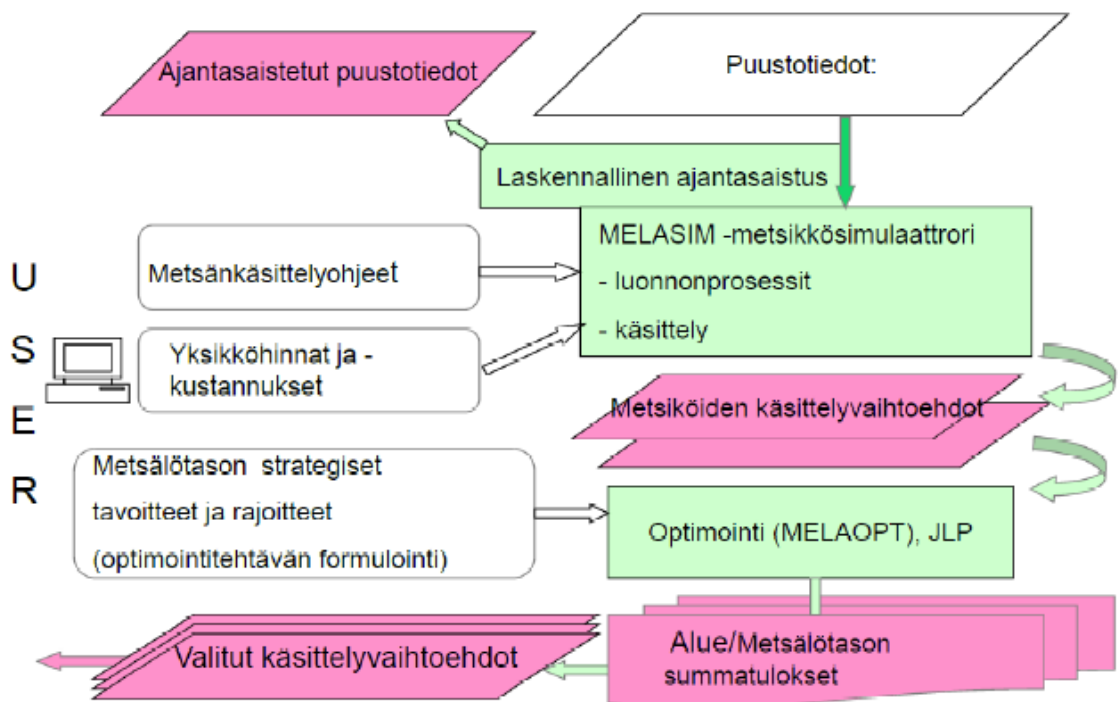 Ajantasaistetut puustotiedot
Puustotiedot:
Laskennallinen ajantasaistus
MELASIM -metsikkösimulaattrori
- luonnonprosessit
- käsittely
Metsänkäsittelyohjeet
Yksikköhinnat ja -
kustannukset
U
S
E
R
Metsiköiden käsittelyvaihtoehdot
Metsälötason strategiset
tavoitteet ja rajoitteet
(optimointitehtävän formulointi)
Optimointi (MELAOPT), JLP
Alue/Metsälötason
summatulokset
Valitut käsittelyvaihtoehdot